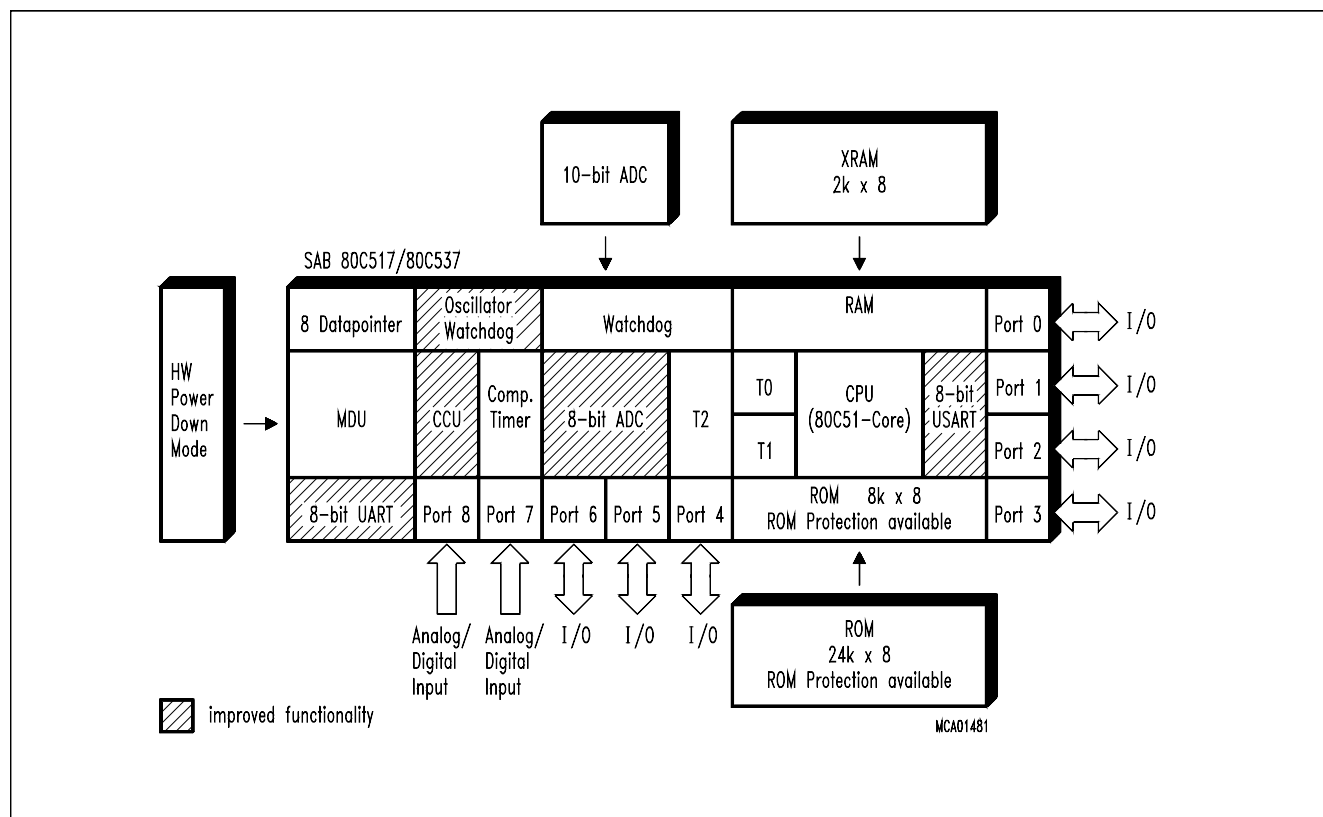 10-bit ADC
XRAM
2k x 8
SAB 80C517/80C537
HW
Power
Down
Mode
8 Datapointer
Oscillator
Watchdog
Watchdog
RAM
Port 0
I/O
MDU
CCU
Comp.
Timer
8-bit ADC
T2
T0
T1
CPU
(80C51-Core)
8-bit
USART
Port 1
I/O
Port 2
I/O
8-bit UART
Port 8
Port 7
Port 6
Port 5
Port 4
ROM 8k x 8
ROM Protection available
Port 3
I/O
Analog/
Digital
Input
Analog/
Digital
Input
I/O
I/O
I/O
ROM
24k x 8
ROM Protection available
improved functionality
MCA01481